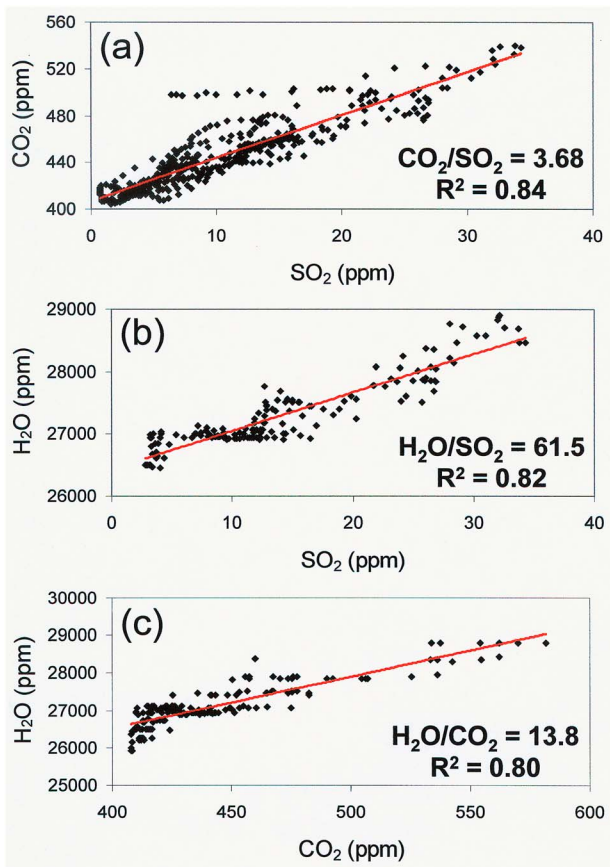 (a)
560
520
480
440
400
CO₂ (ppm)
CO₂/SO₂ = 3.68
R² = 0.84
0 10 20 30 40
SO₂ (ppm)
(b)
29000
28000
27000
26000
H₂O (ppm)
H₂O/SO₂ = 61.5
R² = 0.82
0 10 20 30 40
SO₂ (ppm)
(c)
30000
29000
28000
27000
26000
25000
H₂O (ppm)
H₂O/CO₂ = 13.8
R² = 0.80
400 450 500 550 600
CO₂ (ppm)